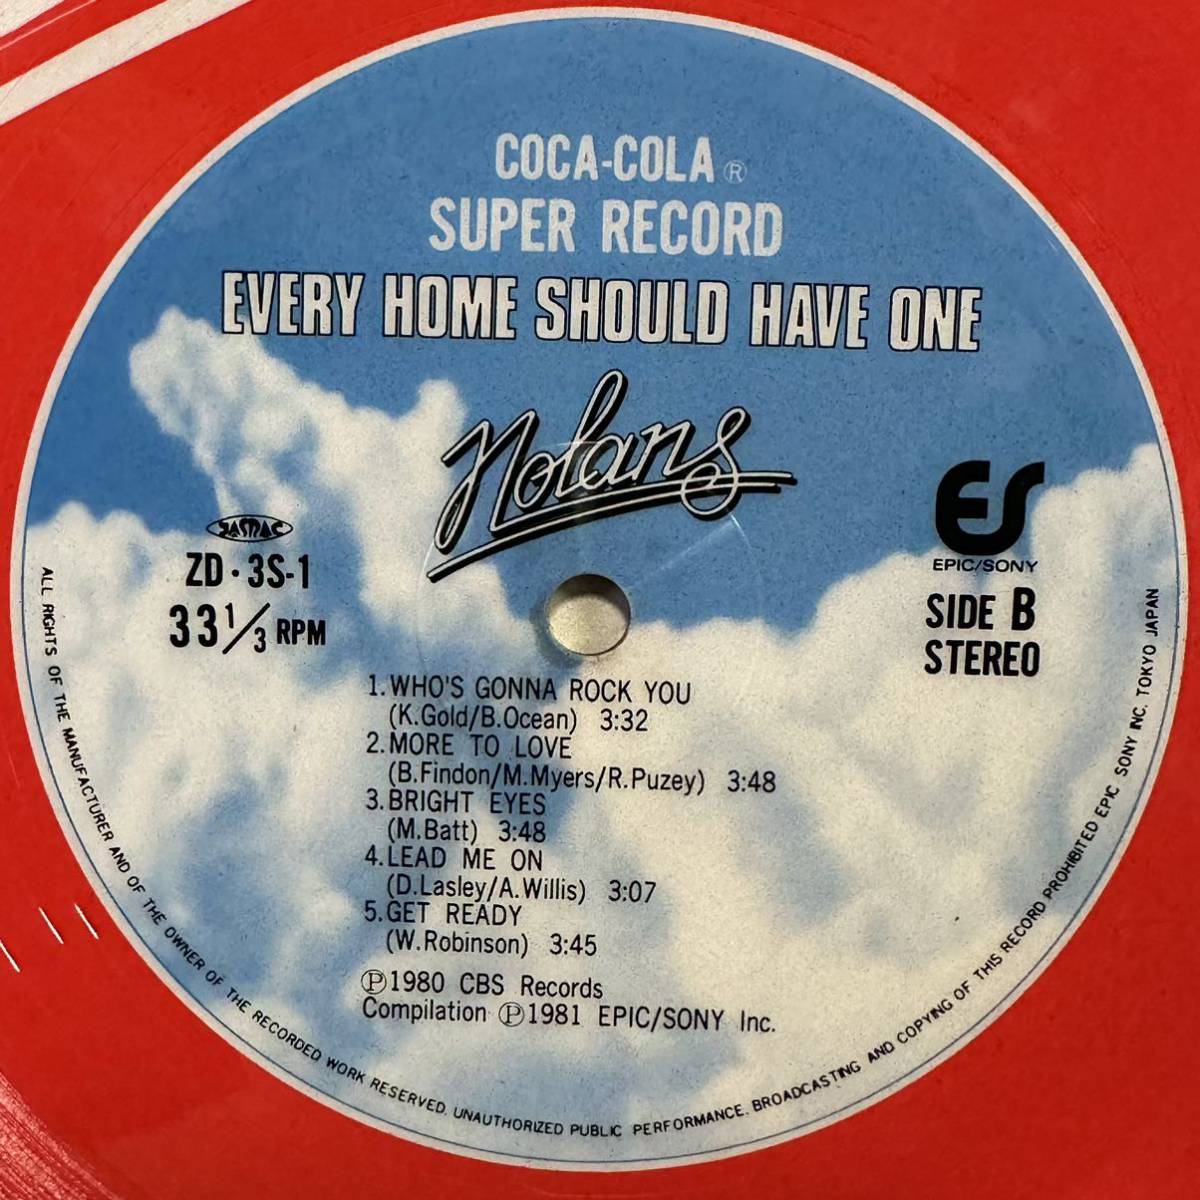 COCA-COLA ®
SUPER RECORD
EVERY HOME SHOULD HAVE ONE
Nolans
JASRAC
ZD・3S-1
33 1/3 RPM
ES
EPIC/SONY
SIDE B
STEREO
1.WHO'S GONNA ROCK YOU
(K.Gold/B.Ocean) 3:32
2.MORE TO LOVE
(B.Findon/M.Myers/R.Puzey) 3:48
3.BRIGHT EYES
(M.Batt) 3:48
4.LEAD ME ON
(D.Lasley/A.Willis) 3:07
5.GET READY
(W.Robinson) 3:45
Ⓟ1980 CBS Records
Compilation Ⓟ1981 EPIC/SONY Inc.
ALL RIGHTS OF THE MANUFACTURER AND OF THE OWNER OF THE RECORDED WORK RESERVED. UNAUTHORIZED PUBLIC PERFORMANCE. BROADCASTING AND COPYING OF THIS RECORD PROHIBITED EPIC SONY INC. TOKYO JAPAN